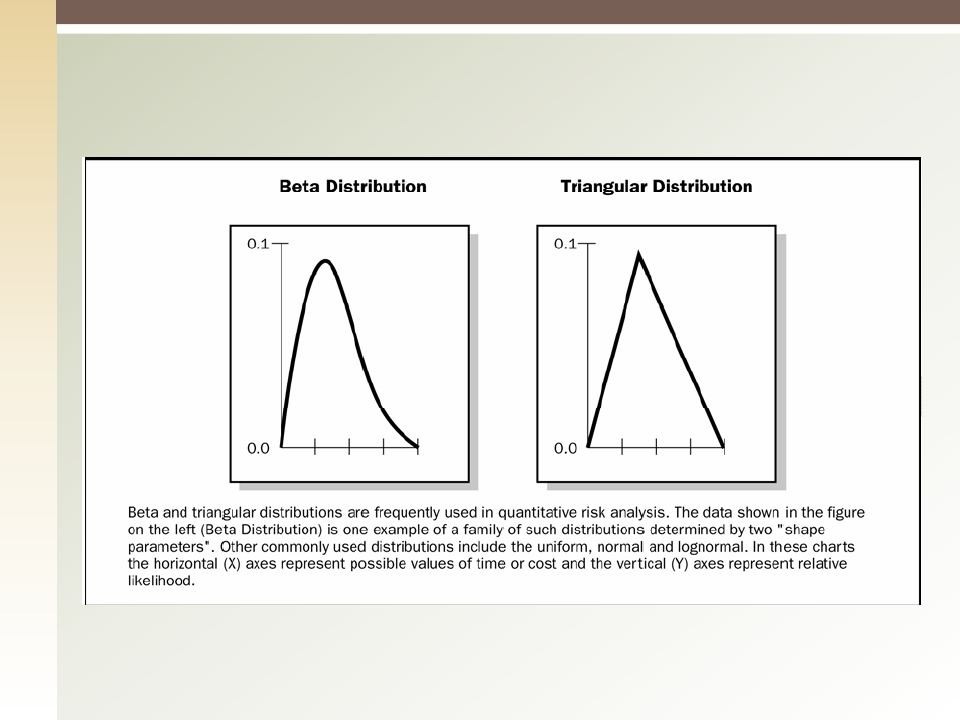 Beta Distribution
Triangular Distribution
0.1
0.0
0.1
0.0
Beta and triangular distributions are frequently used in quantitative risk analysis. The data shown in the figure
on the left (Beta Distribution) is one example of a family of such distributions determined by two "shape
parameters". Other commonly used distributions include the uniform, normal and lognormal. In these charts
the horizontal (X) axes represent possible values of time or cost and the vertical (Y) axes represent relative
likelihood.